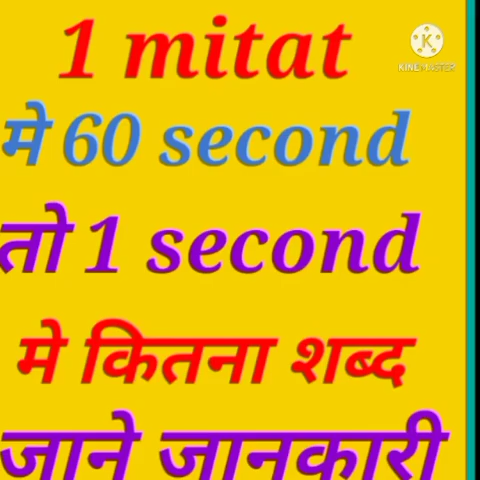 1 mitat
KINEMASTER
मे 60 second
तो 1 second
मे कितना शब्द
जाने जानकारी